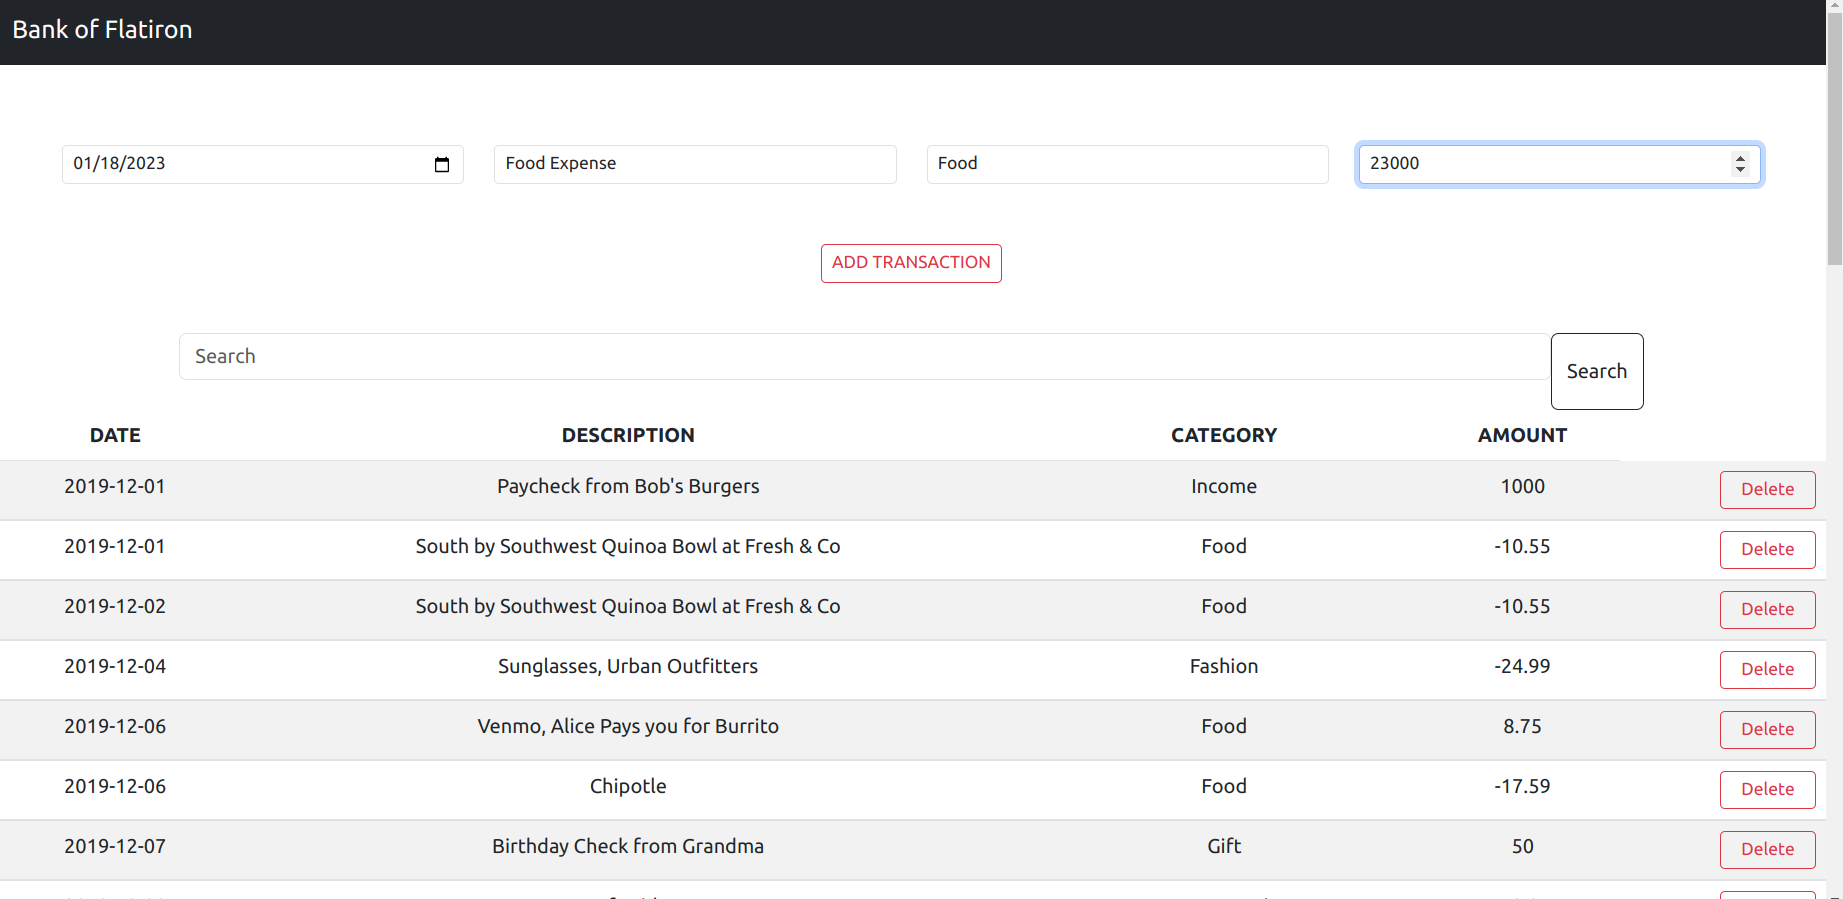 Bank of Flatiron
01/18/2023 Food Expense Food 23000
ADD TRANSACTION
Search Search
DATE DESCRIPTION CATEGORY AMOUNT
2019-12-01 Paycheck from Bob's Burgers Income 1000 Delete
2019-12-01 South by Southwest Quinoa Bowl at Fresh & Co Food -10.55 Delete
2019-12-02 South by Southwest Quinoa Bowl at Fresh & Co Food -10.55 Delete
2019-12-04 Sunglasses, Urban Outfitters Fashion -24.99 Delete
2019-12-06 Venmo, Alice Pays you for Burrito Food 8.75 Delete
2019-12-06 Chipotle Food -17.59 Delete
2019-12-07 Birthday Check from Grandma Gift 50 Delete